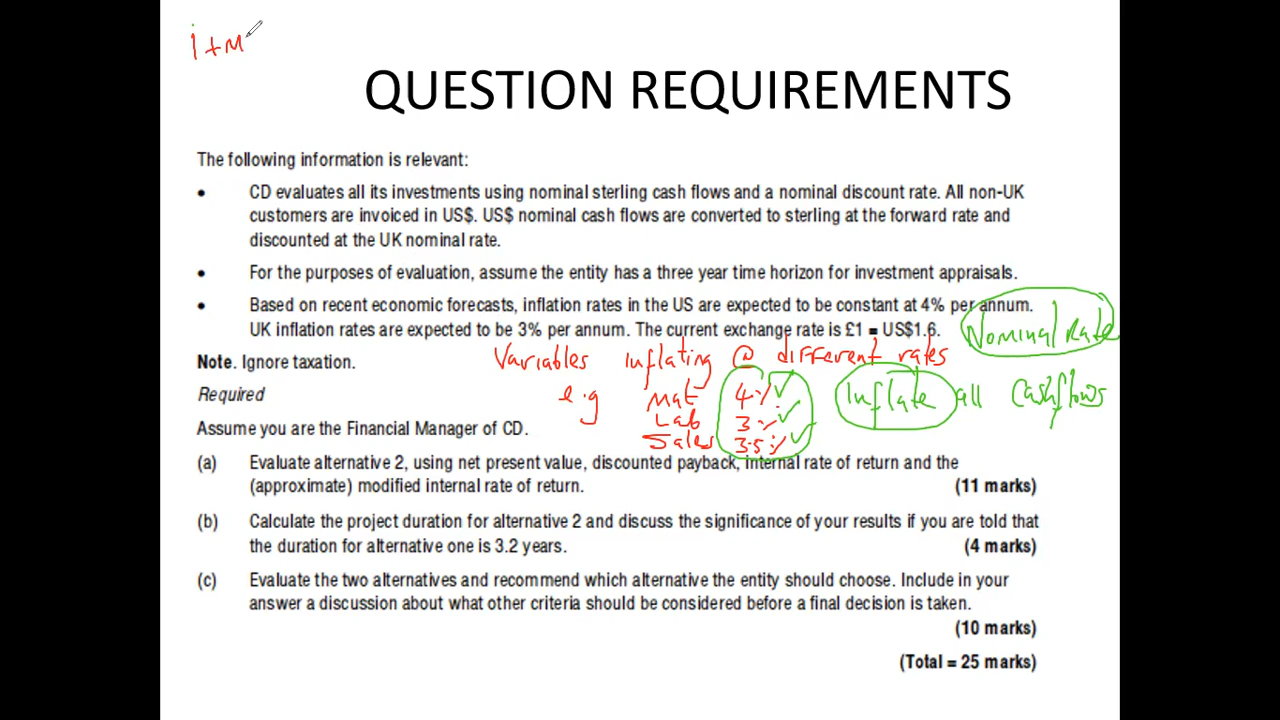 i + m
QUESTION REQUIREMENTS
The following information is relevant:
• CD evaluates all its investments using nominal sterling cash flows and a nominal discount rate. All non-UK
customers are invoiced in US$. US$ nominal cash flows are converted to sterling at the forward rate and
discounted at the UK nominal rate.
• For the purposes of evaluation, assume the entity has a three year time horizon for investment appraisals.
• Based on recent economic forecasts, inflation rates in the US are expected to be constant at 4% per annum.
UK inflation rates are expected to be 3% per annum. The current exchange rate is £1 = US$1.6.
Nominal Rate
Note. Ignore taxation.
Variables Inflating @ different rates
Required
e.g Mat 4% ✓ Inflate all Cashflows
Lab 3% ✓
Assume you are the Financial Manager of CD.
Sales 3.5% ✓
(a) Evaluate alternative 2, using net present value, discounted payback, internal rate of return and the
(approximate) modified internal rate of return. (11 marks)
(b) Calculate the project duration for alternative 2 and discuss the significance of your results if you are told that
the duration for alternative one is 3.2 years. (4 marks)
(c) Evaluate the two alternatives and recommend which alternative the entity should choose. Include in your
answer a discussion about what other criteria should be considered before a final decision is taken.
(10 marks)
(Total = 25 marks)